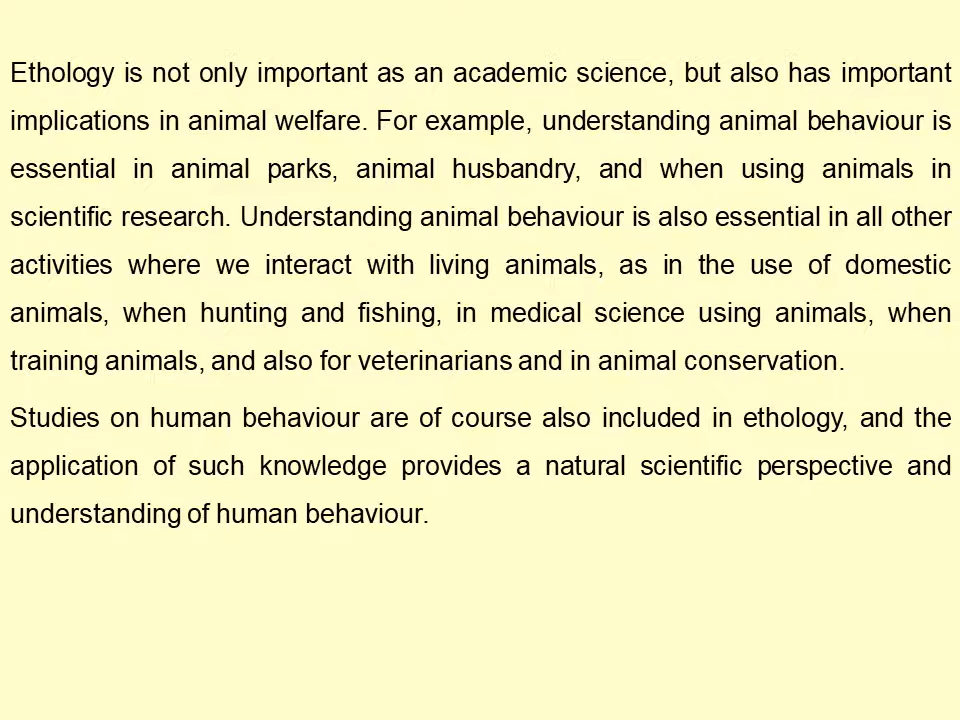 Ethology is not only important as an academic science, but also has important
implications in animal welfare. For example, understanding animal behaviour is
essential in animal parks, animal husbandry, and when using animals in
scientific research. Understanding animal behaviour is also essential in all other
activities where we interact with living animals, as in the use of domestic
animals, when hunting and fishing, in medical science using animals, when
training animals, and also for veterinarians and in animal conservation.
Studies on human behaviour are of course also included in ethology, and the
application of such knowledge provides a natural scientific perspective and
understanding of human behaviour.